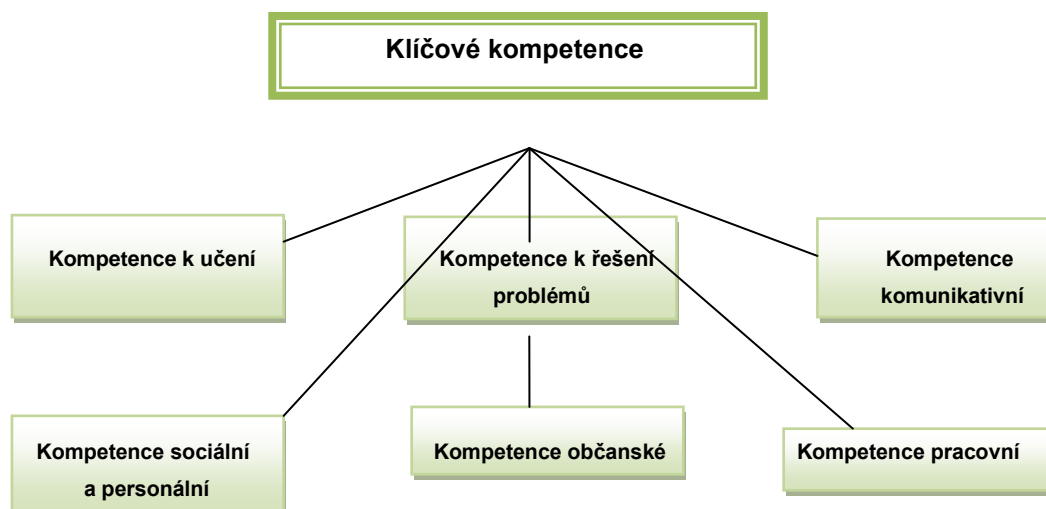 Klíčové kompetence
Kompetence k učení
Kompetence k řešení
problémů
Kompetence
komunikativní
Kompetence sociální
a personální
Kompetence občanské
Kompetence pracovní